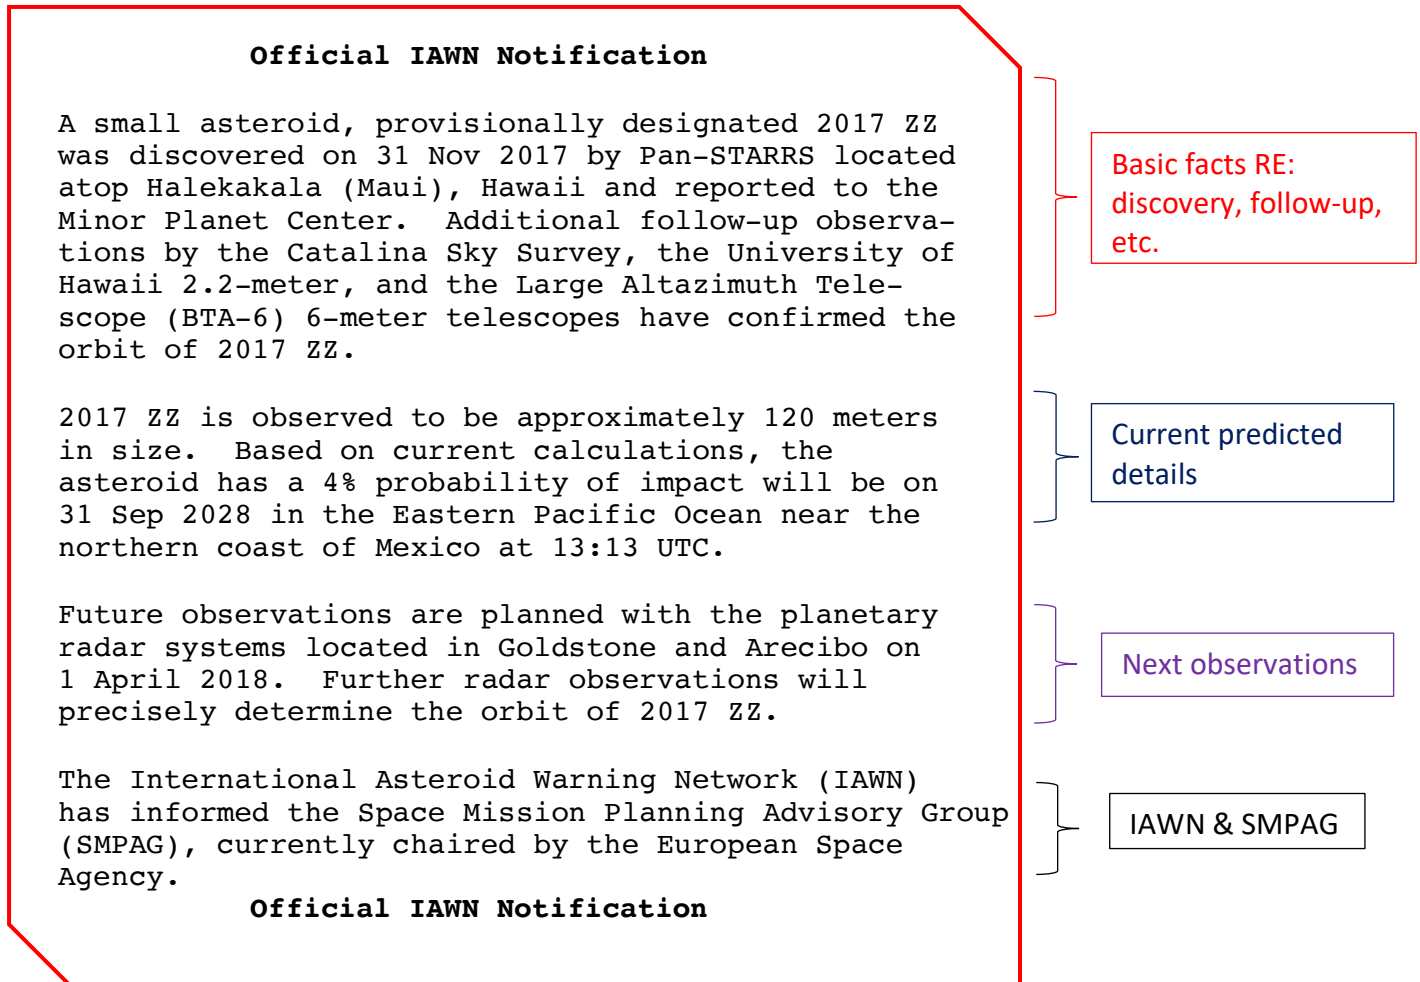 Official IAWN Notification
A small asteroid, provisionally designated 2017 ZZ
was discovered on 31 Nov 2017 by Pan-STARRS located
atop Halekakala (Maui), Hawaii and reported to the
Minor Planet Center.  Additional follow-up observa-
tions by the Catalina Sky Survey, the University of
Hawaii 2.2-meter, and the Large Altazimuth Tele-
scope (BTA-6) 6-meter telescopes have confirmed the
orbit of 2017 ZZ.
Basic facts RE:
discovery, follow-up,
etc.
2017 ZZ is observed to be approximately 120 meters
in size.  Based on current calculations, the
asteroid has a 4% probability of impact will be on
31 Sep 2028 in the Eastern Pacific Ocean near the
northern coast of Mexico at 13:13 UTC.
Current predicted
details
Future observations are planned with the planetary
radar systems located in Goldstone and Arecibo on
1 April 2018.  Further radar observations will
precisely determine the orbit of 2017 ZZ.
Next observations
The International Asteroid Warning Network (IAWN)
has informed the Space Mission Planning Advisory Group
(SMPAG), currently chaired by the European Space
Agency.
IAWN & SMPAG
Official IAWN Notification